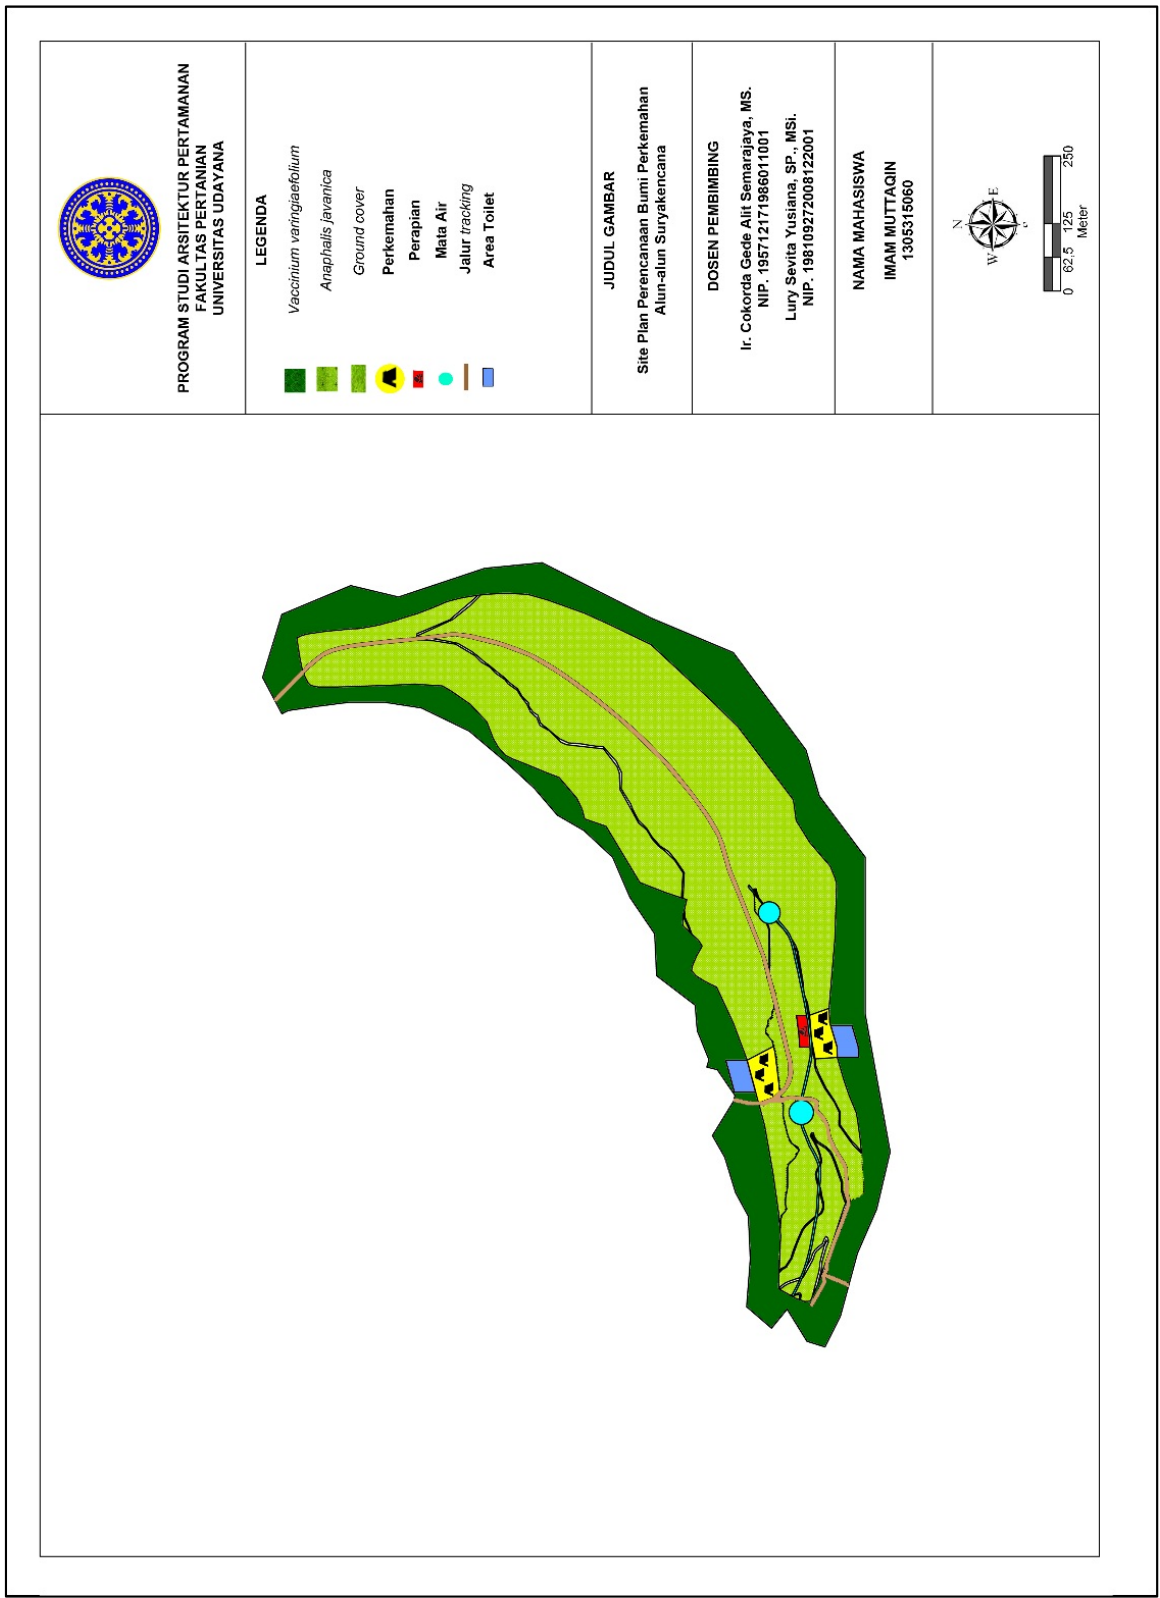 PROGRAM STUDI ARSITEKTUR PERTAMANAN
FAKULTAS PERTANIAN
UNIVERSITAS UDAYANA
LEGENDA
Vaccinium varingiaefolium
Anaphalis javanica
Ground cover
Perkemahan
Perapian
Mata Air
Jalur tracking
Area Toilet
JUDUL GAMBAR
Site Plan Perencanaan Bumi Perkemahan
Alun-alun Suryakencana
DOSEN PEMBIMBING
Ir. Cokorda Gede Alit Semarajaya, MS.
NIP. 195712171986011001
Lury Sevita Yusiana, SP., MSi.
NIP. 198109272008122001
NAMA MAHASISWA
IMAM MUTTAQIN
1305315060
N
W E
S
0 62,5 125 250
Meter